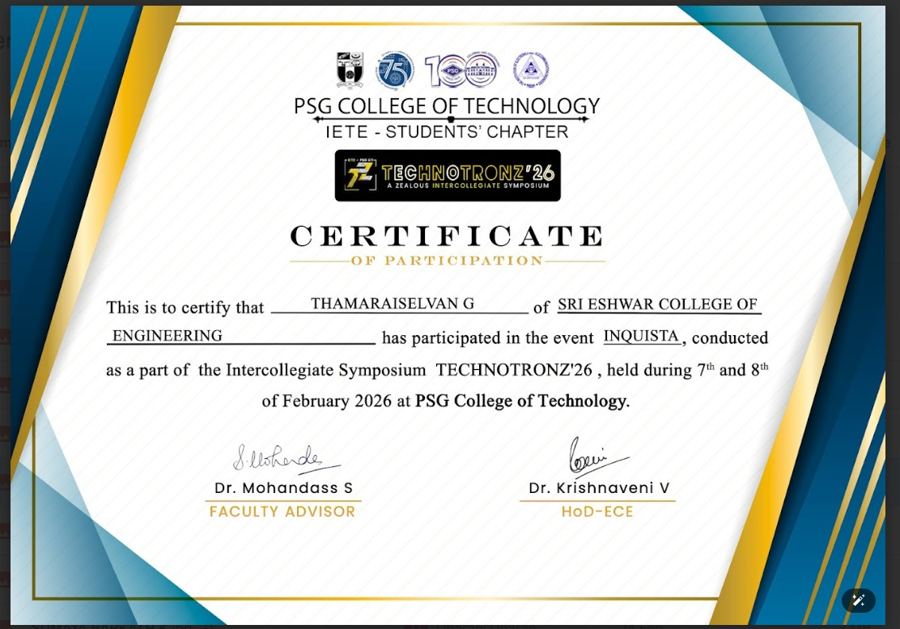 75
100
PSG
PSG COLLEGE OF TECHNOLOGY
IETE - STUDENTS' CHAPTER
TECHNOTRONZ'26
A ZEALOUS INTERCOLLEGIATE SYMPOSIUM
CERTIFICATE
OF PARTICIPATION
This is to certify that THAMARAISELVAN G of SRI ESHWAR COLLEGE OF
ENGINEERING has participated in the event INQUISTA, conducted
as a part of the Intercollegiate Symposium TECHNOTRONZ'26 , held during 7th and 8th
of February 2026 at PSG College of Technology.
Dr. Mohandass S
Dr. Krishnaveni V
FACULTY ADVISOR
HoD-ECE